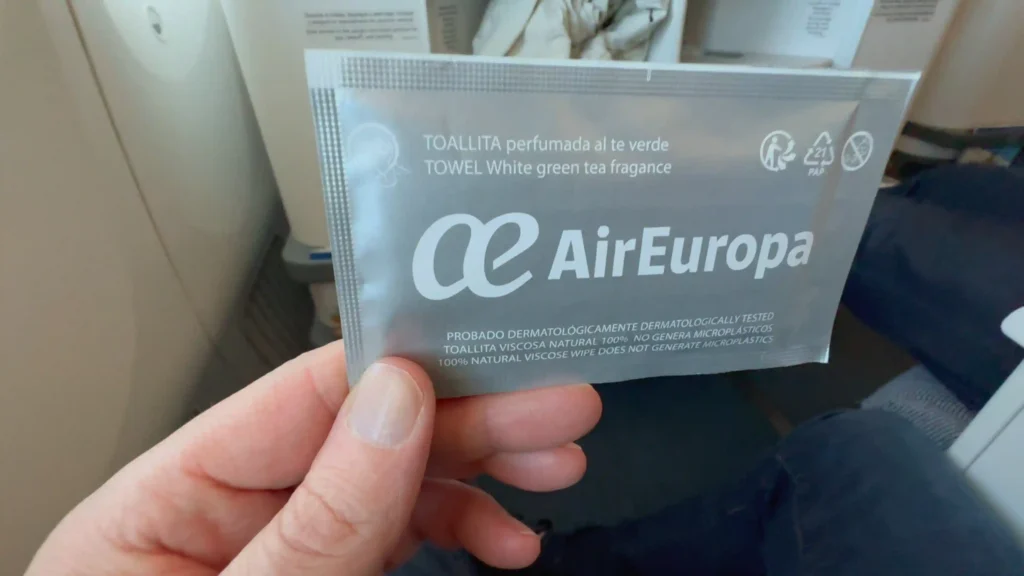 TOALLITA perfumada al te verde
TOWEL White green tea fragance
21
PAP
æ AirEuropa
PROBADO DERMATOLÓGICAMENTE DERMATOLOGICALLY TESTED
TOALLITA VISCOSA NATURAL 100% NO GENERA MICROPLÁSTICOS
100% NATURAL VISCOSE WIPE DOES NOT GENERATE MICROPLASTICS